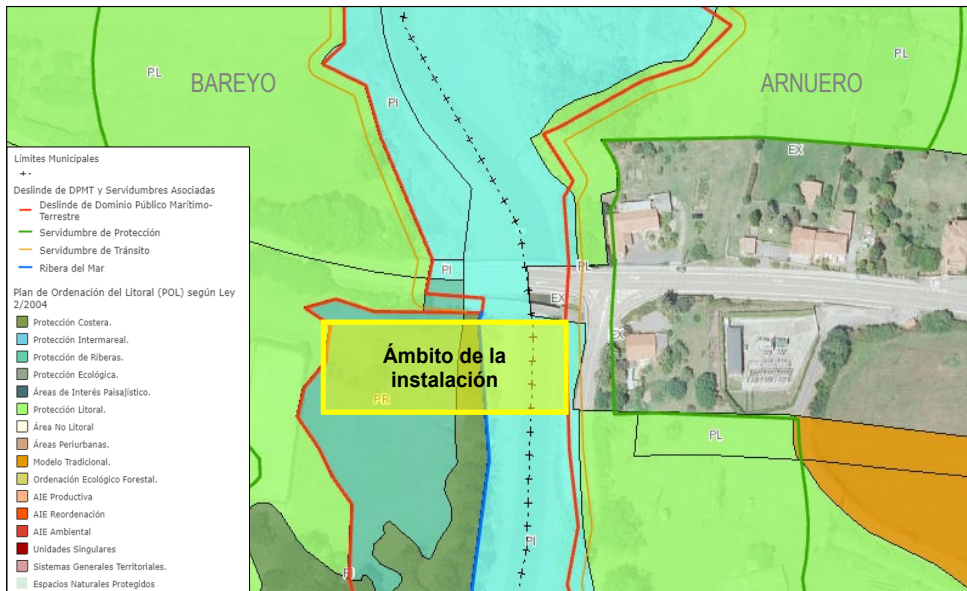 PL
BAREYO
ARNUERO
PL
PI
EX
Límites Municipales
Deslinde de DPMT y Servidumbres Asociadas
Deslinde de Dominio Público Marítimo-
Terrestre
Servidumbre de Protección
Servidumbre de Tránsito
Ribera del Mar
Plan de Ordenación del Litoral (POL) según Ley
2/2004
Protección Costera.
Protección Intermareal.
Protección de Riberas.
Protección Ecológica.
Áreas de Interés Paisajístico.
Protección Litoral.
Área No Litoral
Áreas Periurbanas.
Modelo Tradicional.
Ordenación Ecológico Forestal.
AIE Productiva
AIE Reordenación
AIE Ambiental
Unidades Singulares
Sistemas Generales Territoriales.
Espacios Naturales Protegidos
PI
PL
EX
EX
Ámbito de la
instalación
PR
PL
PI
PI